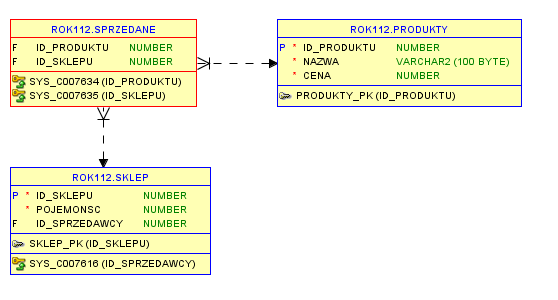 ROK112.SPRZEDANE
F ID_PRODUKTU NUMBER
F ID_SKLEPU NUMBER
SYS_C007634 (ID_PRODUKTU)
SYS_C007635 (ID_SKLEPU)
ROK112.PRODUKTY
P * ID_PRODUKTU NUMBER
* NAZWA VARCHAR2 (100 BYTE)
* CENA NUMBER
PRODUKTY_PK (ID_PRODUKTU)
ROK112.SKLEP
P * ID_SKLEPU NUMBER
* POJEMONSC NUMBER
F ID_SPRZEDAWCY NUMBER
SKLEP_PK (ID_SKLEPU)
SYS_C007616 (ID_SPRZEDAWCY)